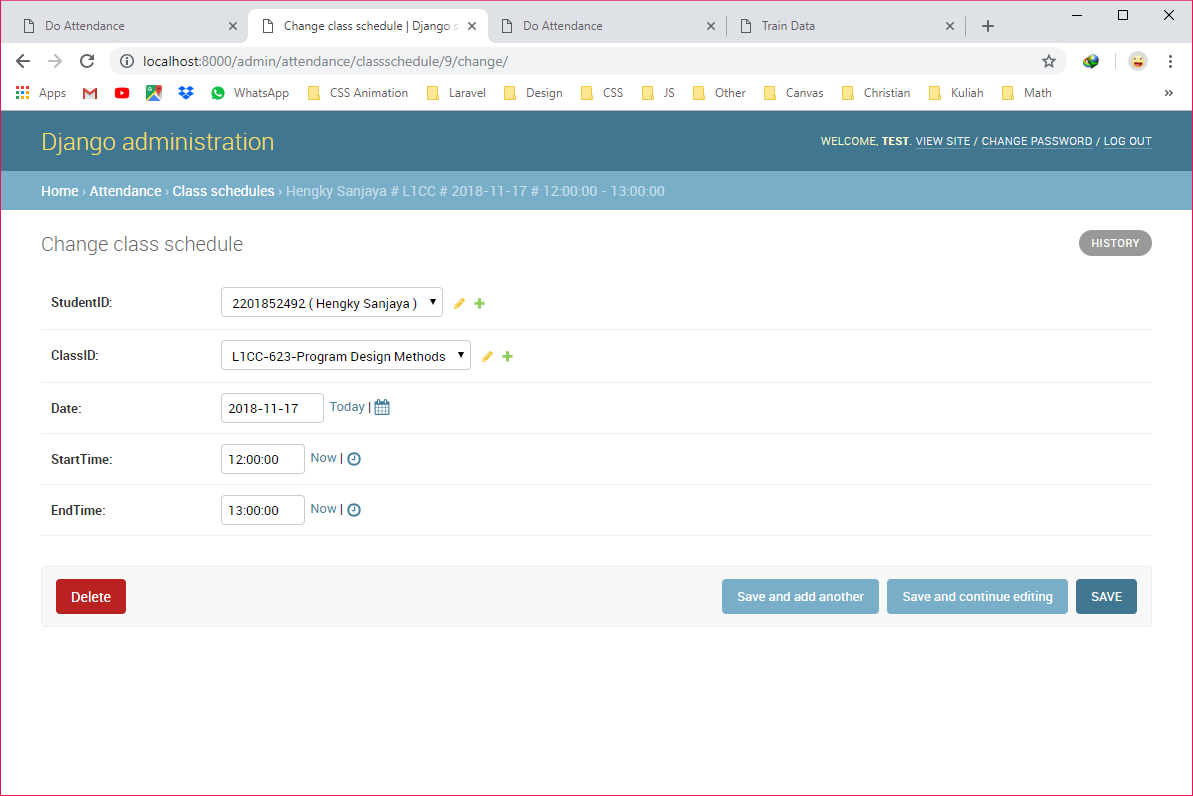 Do Attendance
Change class schedule | Django s
Do Attendance
Train Data
localhost:8000/admin/attendance/classschedule/9/change/
Apps WhatsApp CSS Animation Laravel Design CSS JS Other Canvas Christian Kuliah Math »
Django administration
WELCOME, TEST. VIEW SITE / CHANGE PASSWORD / LOG OUT
Home › Attendance › Class schedules › Hengky Sanjaya # L1CC # 2018-11-17 # 12:00:00 - 13:00:00
Change class schedule
HISTORY
StudentID: 2201852492 ( Hengky Sanjaya )
ClassID: L1CC-623-Program Design Methods
Date: 2018-11-17 Today |
StartTime: 12:00:00 Now |
EndTime: 13:00:00 Now |
Delete Save and add another Save and continue editing SAVE